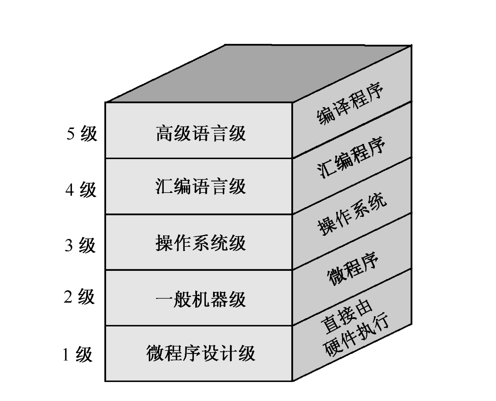 5 级 高级语言级 编译程序
4 级 汇编语言级 汇编程序
3 级 操作系统级 操作系统
2 级 一般机器级 微程序
1 级 微程序设计级 直接由
硬件执行